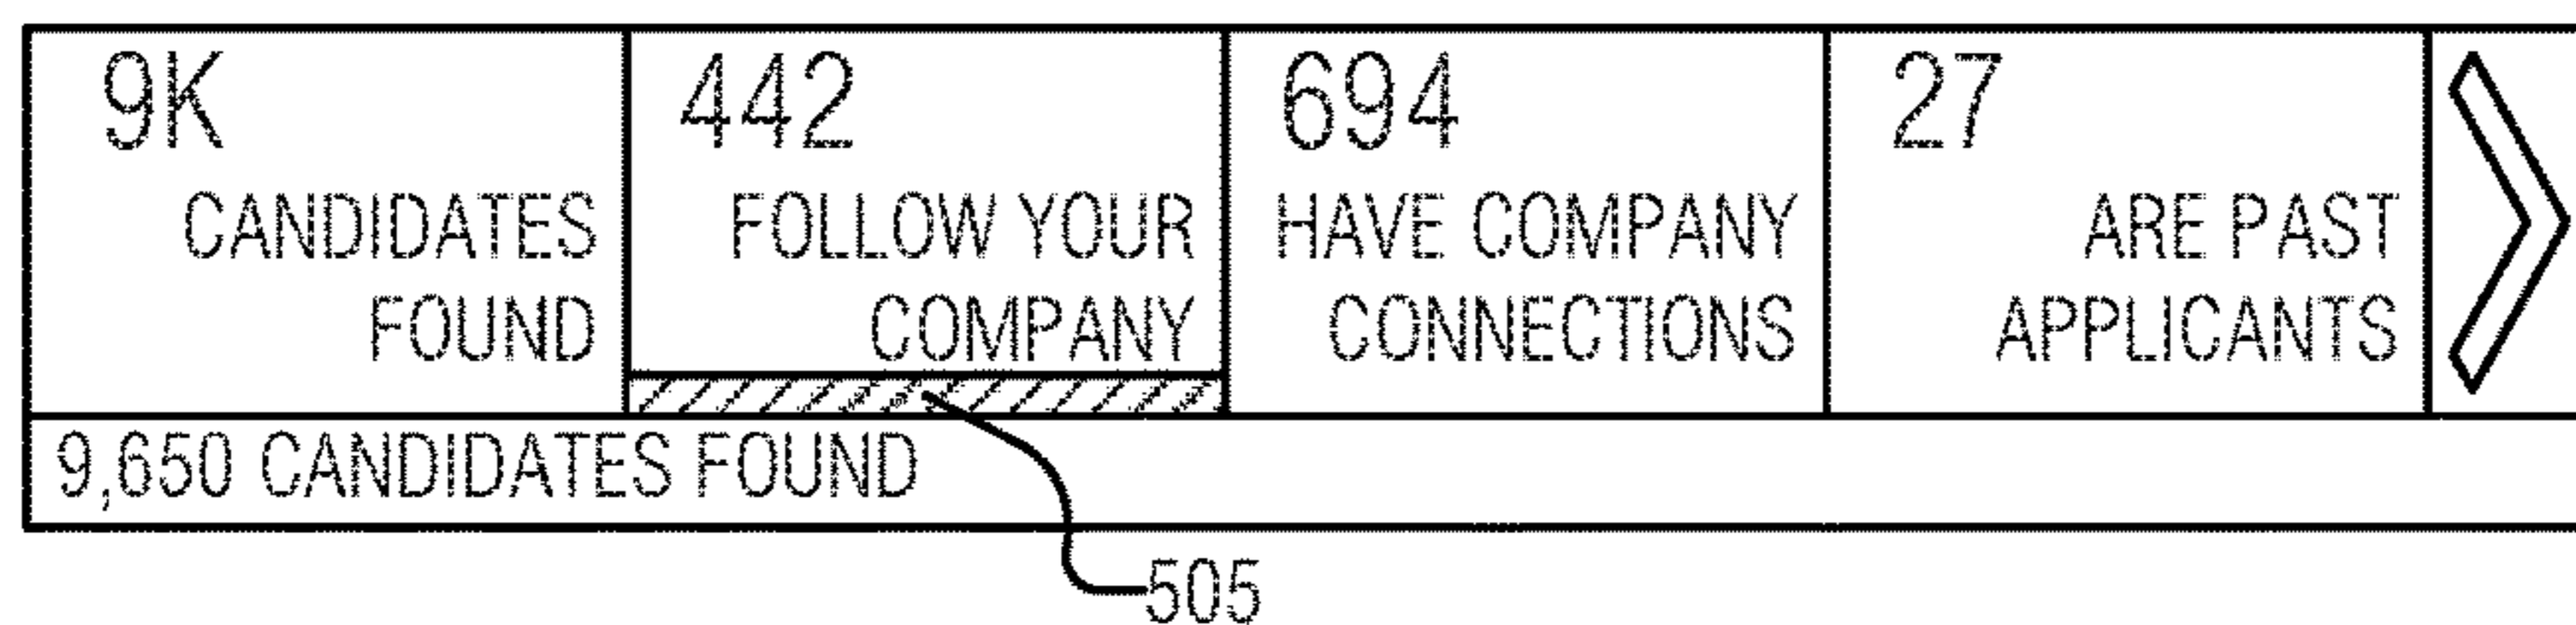 9K
CANDIDATES
FOUND
442
FOLLOW YOUR
COMPANY
694
HAVE COMPANY
CONNECTIONS
27
ARE PAST
APPLICANTS
9,650 CANDIDATES FOUND
505